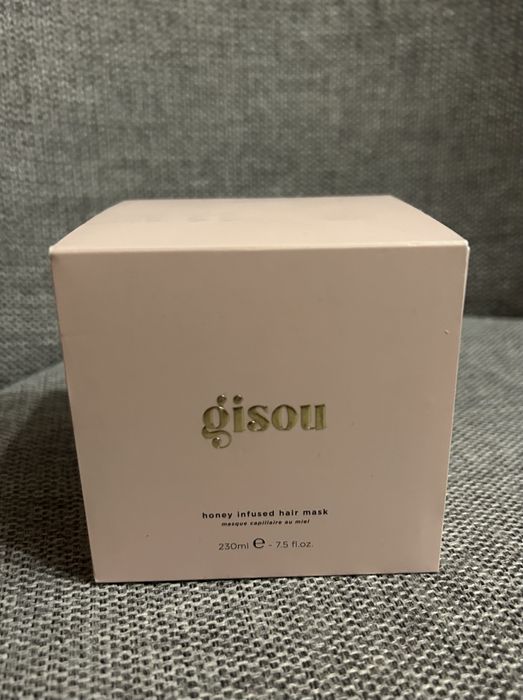 gisou
honey infused hair mask
masque capillaire au miel
230ml ℮ - 7.5 fl.oz.